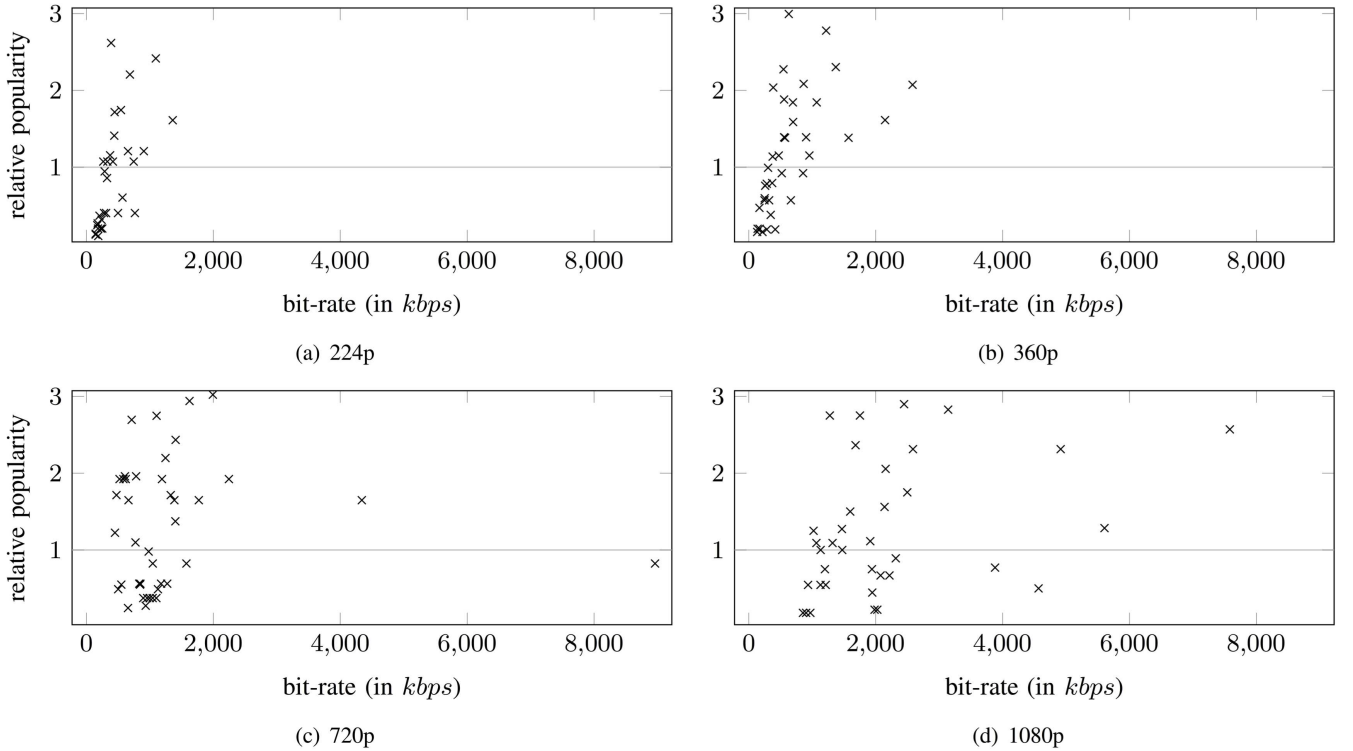 3
2
1
relative popularity
0 2,000 4,000 6,000 8,000
bit-rate (in kbps)
(a) 224p
3
2
1
0 2,000 4,000 6,000 8,000
bit-rate (in kbps)
(b) 360p
3
2
1
relative popularity
0 2,000 4,000 6,000 8,000
bit-rate (in kbps)
(c) 720p
3
2
1
0 2,000 4,000 6,000 8,000
bit-rate (in kbps)
(d) 1080p